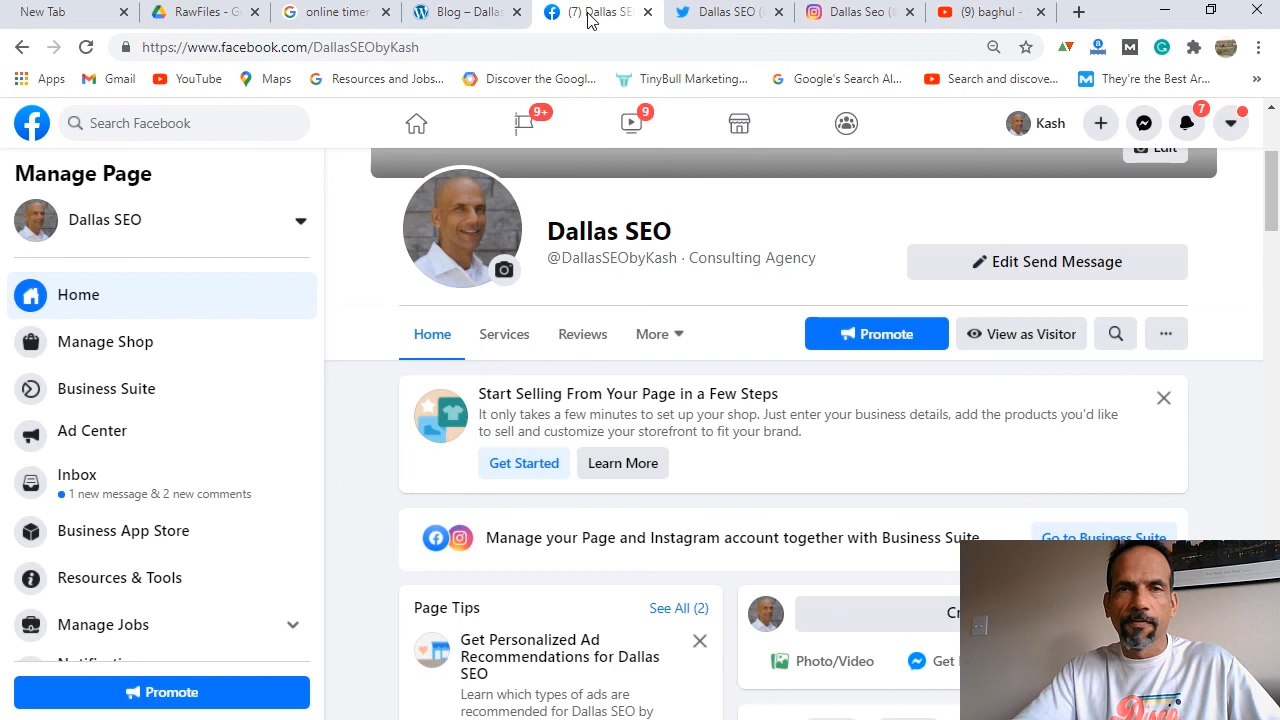 New Tab
RawFiles - G
online timer
Blog – Dallas
(7) Dallas SE
Dallas SEO (
DallasSeo (
(9) baghul -
https://www.facebook.com/DallasSEObyKash
Apps
Gmail
YouTube
Maps
Resources and Jobs...
Discover the Googl...
TinyBull Marketing...
Google's Search Al...
Search and discove...
They're the Best Ar...
»
Search Facebook
9+
9
Kash
7
Manage Page
Dallas SEO
Home
Manage Shop
Business Suite
Ad Center
Inbox
1 new message & 2 new comments
Business App Store
Resources & Tools
Manage Jobs
Promote
Edit
Dallas SEO
@DallasSEObyKash · Consulting Agency
Edit Send Message
Home
Services
Reviews
More
Promote
View as Visitor
Start Selling From Your Page in a Few Steps
It only takes a few minutes to set up your shop. Just enter your business details, add the products you'd like
to sell and customize your storefront to fit your brand.
Get Started
Learn More
Manage your Page and Instagram account together with Business Suite
Go to Business Suite
Page Tips
See All (2)
Get Personalized Ad
Recommendations for Dallas
SEO
Learn which types of ads are
recommended for Dallas SEO by
Photo/Video
Get